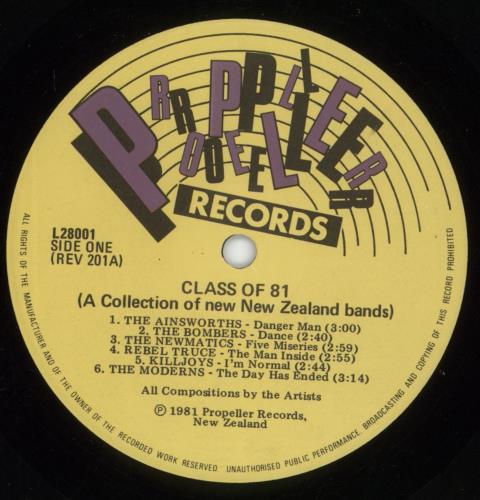 PROPELLER
RECORDS
L28001
SIDE ONE
(REV 201A)
CLASS OF 81
(A Collection of new New Zealand bands)
1. THE AINSWORTHS - Danger Man (3:00)
2. THE BOMBERS - Dance (2:40)
3. THE NEWMATICS - Five Miseries (2:59)
4. REBEL TRUCE - The Man Inside (2:55)
5. KILLJOYS - I'm Normal (2:44)
6. THE MODERNS - The Day Has Ended (3:14)
All Compositions by the Artists
Ⓟ 1981 Propeller Records,
New Zealand
ALL RIGHTS OF THE MANUFACTURER AND OF THE OWNER OF THE RECORDED WORK RESERVED. UNAUTHORISED PUBLIC PERFORMANCE, BROADCASTING AND COPYING OF THIS RECORD PROHIBITED